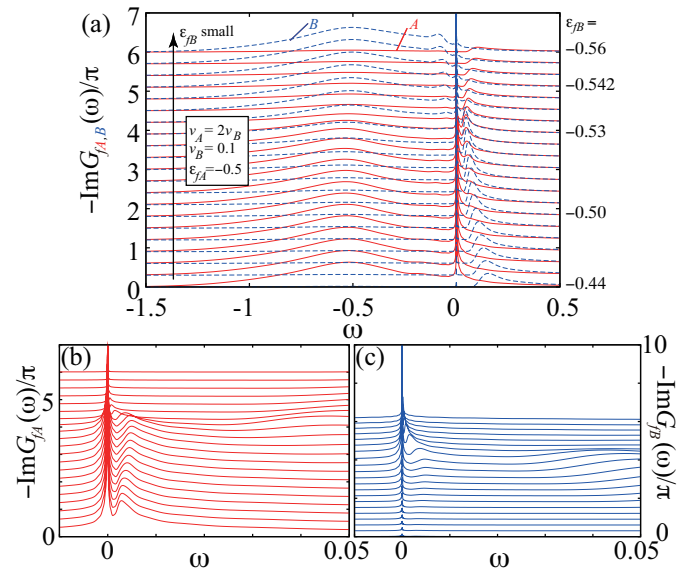 (a)
ε_fB small
B
A
ε_fB =
-0.56
-0.542
-0.53
-0.50
-0.44
v_A = 2v_B
v_B = 0.1
ε_fA = -0.5
-ImG_fA,B(ω)/π
7
6
5
4
3
2
1
0
-1.5 -1 -0.5 0 0.5
ω
(b)
-ImG_fA(ω)/π
5
0
0 ω 0.05
(c)
10
-ImG_fB(ω)/π
0
0 ω 0.05